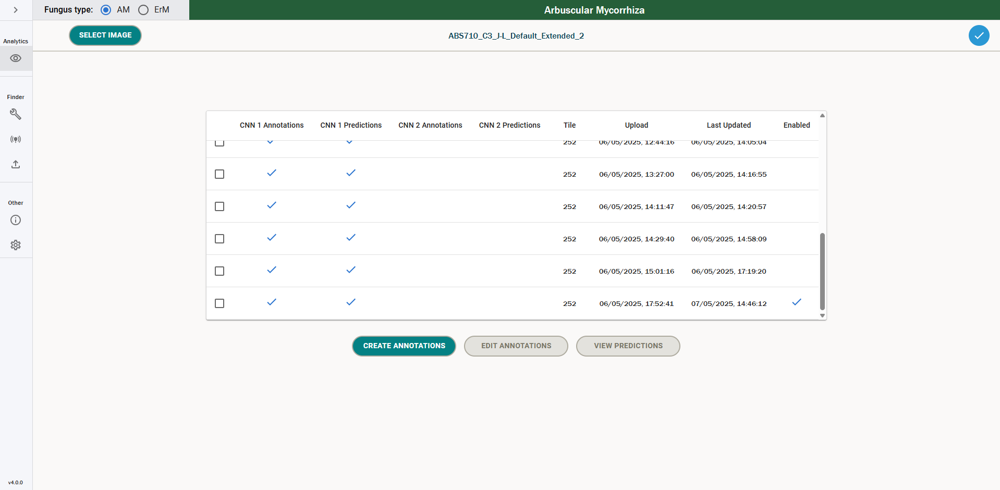 Fungus type: AM ErM
Arbuscular Mycorrhiza
SELECT IMAGE
ABS710_C3_J-L_Default_Extended_2
Analytics
Finder
Other
v4.0.0
CNN 1 Annotations CNN 1 Predictions CNN 2 Annotations CNN 2 Predictions Tile Upload Last Updated Enabled
252 06/05/2025, 12:44:16 06/05/2025, 14:05:04
252 06/05/2025, 13:27:00 06/05/2025, 14:16:55
252 06/05/2025, 14:11:47 06/05/2025, 14:20:57
252 06/05/2025, 14:29:40 06/05/2025, 14:58:09
252 06/05/2025, 15:01:16 06/05/2025, 17:19:20
252 06/05/2025, 17:52:41 07/05/2025, 14:46:12
CREATE ANNOTATIONS EDIT ANNOTATIONS VIEW PREDICTIONS